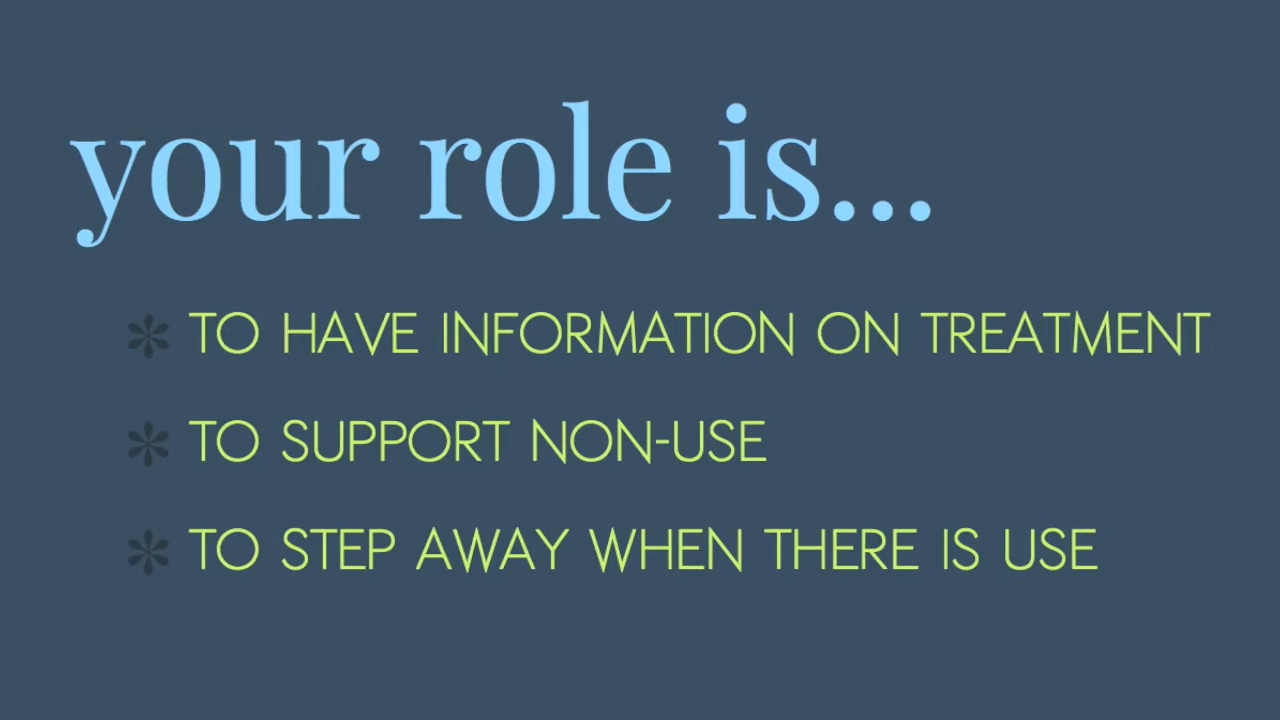 your role is...
* TO HAVE INFORMATION ON TREATMENT
* TO SUPPORT NON-USE
* TO STEP AWAY WHEN THERE IS USE